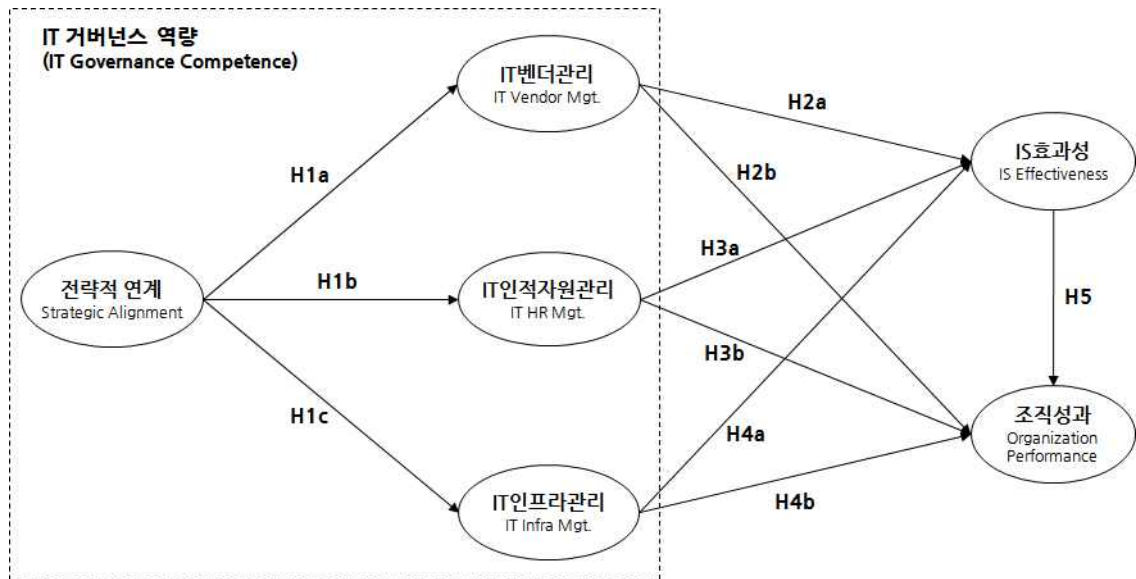 IT 거버넌스 역량
(IT Governance Competence)
IT벤더관리
IT Vendor Mgt.
H2a
IS효과성
IS Effectiveness
H1a
H2b
H3a
전략적 연계
Strategic Alignment
H1b
IT인적자원관리
IT HR Mgt.
H5
H3b
H1c
H4a
조직성과
Organization
Performance
IT인프라관리
IT Infra Mgt.
H4b